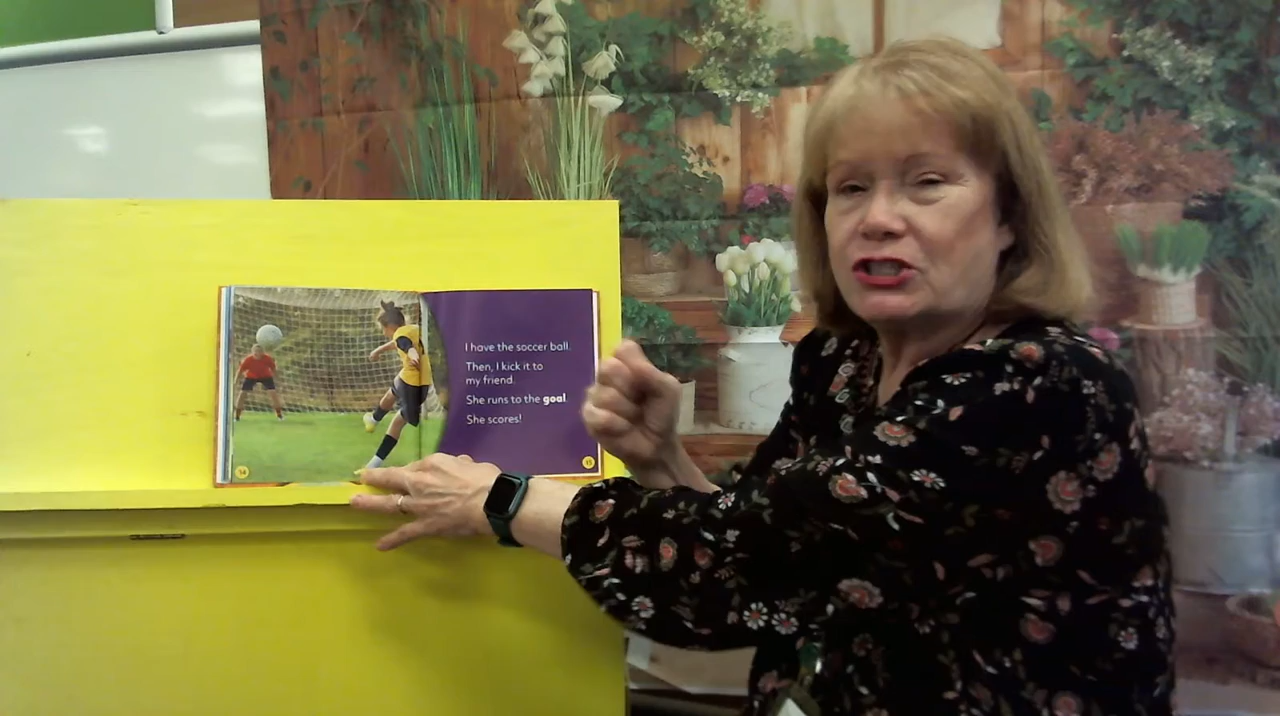 I have the soccer ball.
Then, I kick it to
my friend.
She runs to the goal.
She scores!
14
15